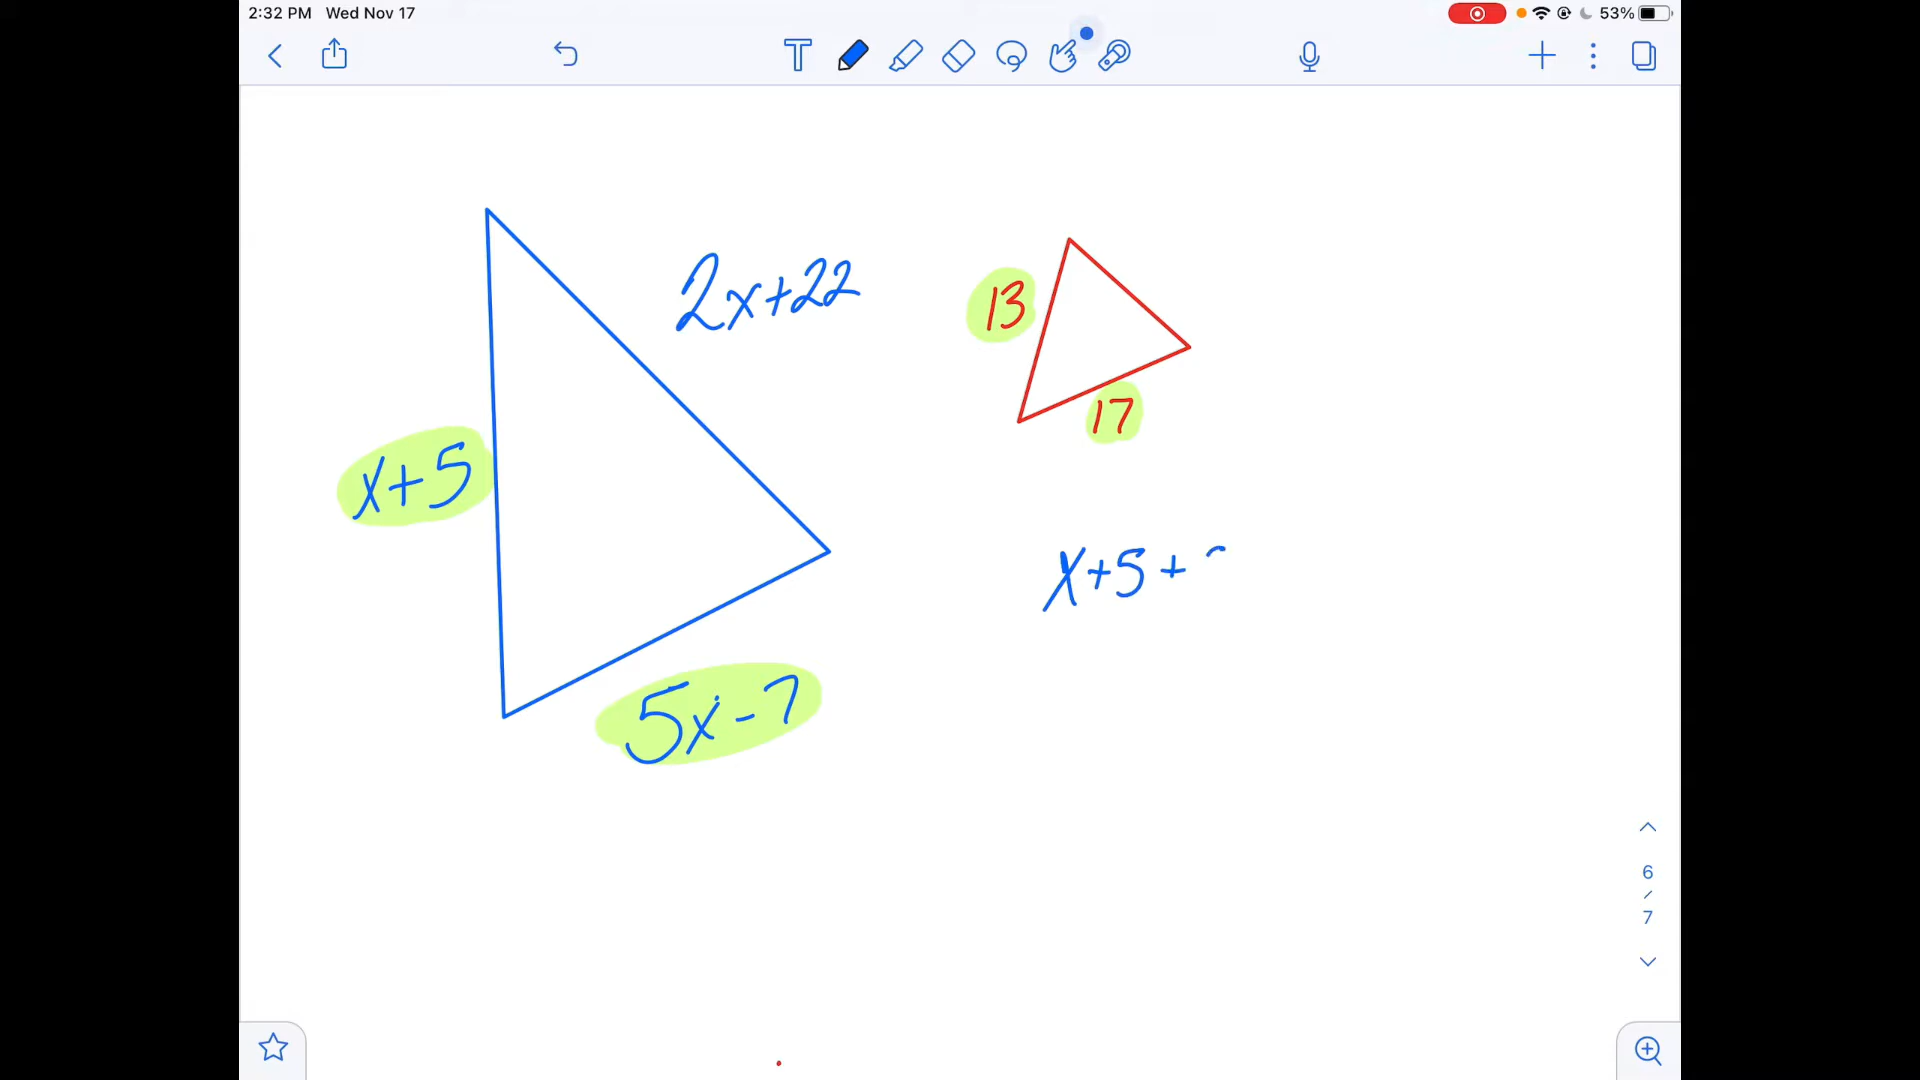 2:32 PM Wed Nov 17
53%
2x+22
13
17
x+5
x+5+
5x-7
6
/
7